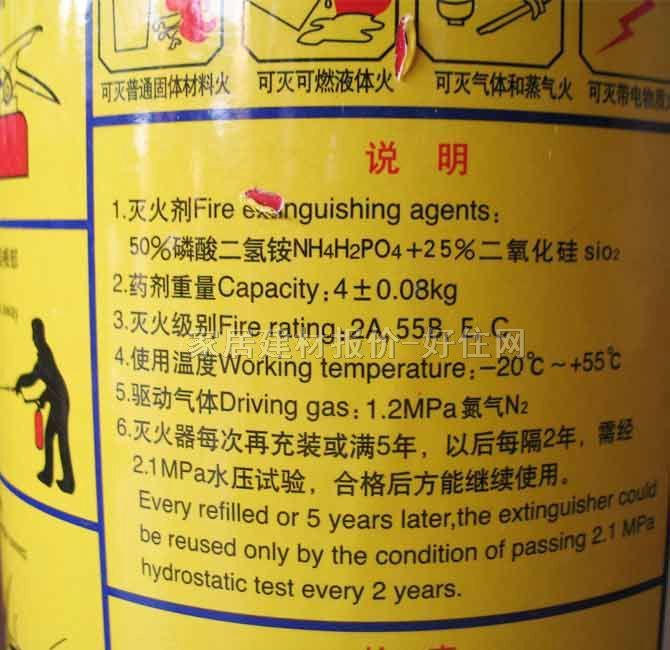 可灭普通固体材料火 可灭可燃液体火 可灭气体和蒸气火 可灭带电物质
说 明
1.灭火剂Fire extinguishing agents:
50%磷酸二氢铵NH4H2PO4+25%二氧化硅 sio2
2.药剂重量Capacity:4±0.08kg
3.灭火级别Fire rating 2A 55B E C
家居建材报价-好住网
4.使用温度Working temperature:-20℃~+55℃
5.驱动气体Driving gas:1.2MPa氮气N2
6.灭火器每次再充装或满5年，以后每隔2年，需经
2.1MPa水压试验，合格后方能继续使用。
Every refilled or 5 years later,the extinguisher could
be reused only by the condition of passing 2.1 MPa
hydrostatic test every 2 years.
away